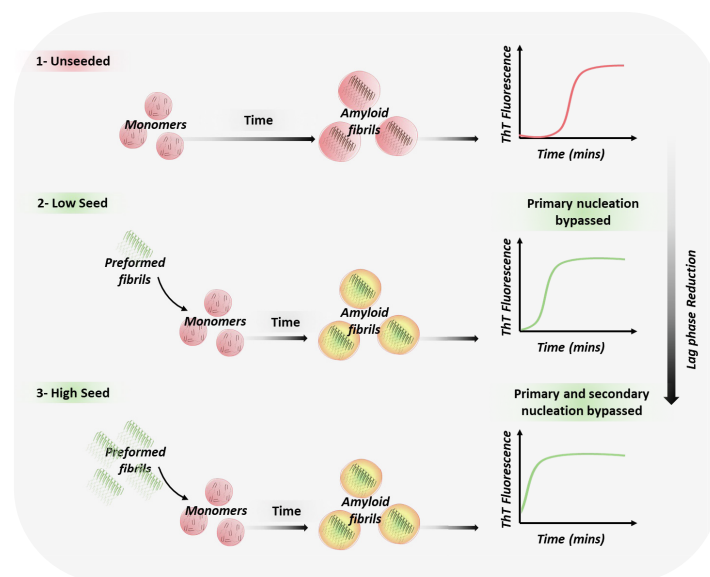 1- Unseeded
Monomers
Time
Amyloid
fibrils
ThT Fluorescence
Time (mins)
2- Low Seed
Preformed
fibrils
Monomers
Time
Amyloid
fibrils
Primary nucleation
bypassed
ThT Fluorescence
Time (mins)
Lag phase Reduction
3- High Seed
Preformed
fibrils
Monomers
Time
Amyloid
fibrils
Primary and secondary
nucleation bypassed
ThT Fluorescence
Time (mins)